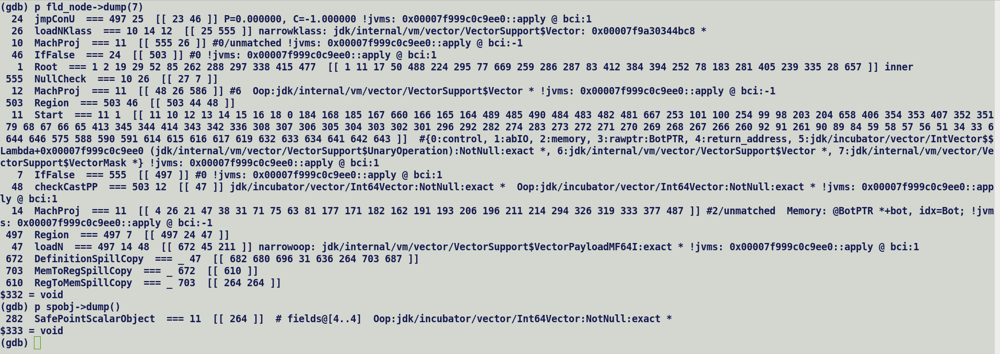 (gdb) p fld_node->dump(7)
  24  jmpConU  === 497 25  [[ 23 46 ]] P=0.000000, C=-1.000000 !jvms: 0x00007f999c0c9ee0::apply @ bci:1
  26  loadNKlass  === 10 14 12  [[ 25 555 ]] narrowklass: jdk/internal/vm/vector/VectorSupport$Vector: 0x00007f9a30344bc8 *
  10  MachProj  === 11  [[ 555 26 ]] #0/unmatched !jvms: 0x00007f999c0c9ee0::apply @ bci:-1
  46  IfFalse  === 24  [[ 503 ]] #0 !jvms: 0x00007f999c0c9ee0::apply @ bci:1
   1  Root  === 1 2 19 29 52 85 262 288 297 338 415 477  [[ 1 11 17 50 488 224 295 77 669 259 286 287 83 412 384 394 252 78 183 281 405 239 335 28 657 ]] inner
 555  NullCheck  === 10 26  [[ 27 7 ]]
  12  MachProj  === 11  [[ 48 26 586 ]] #6  Oop:jdk/internal/vm/vector/VectorSupport$Vector * !jvms: 0x00007f999c0c9ee0::apply @ bci:-1
 503  Region  === 503 46  [[ 503 44 48 ]]
  11  Start  === 11 1  [[ 11 10 12 13 14 15 16 18 0 184 168 185 167 660 166 165 164 489 485 490 484 483 482 481 667 253 101 100 254 99 98 203 204 658 406 354 353 407 352 351
 79 68 67 66 65 413 345 344 414 343 342 336 308 307 306 305 304 303 302 301 296 292 282 274 283 273 272 271 270 269 268 267 266 260 92 91 261 90 89 84 59 58 57 56 51 34 33 6
 644 646 575 588 590 591 614 615 616 617 619 632 633 634 641 642 643 ]]  #{0:control, 1:abIO, 2:memory, 3:rawptr:BotPTR, 4:return_address, 5:jdk/incubator/vector/IntVector$$
Lambda+0x00007f999c0c9ee0 (jdk/internal/vm/vector/VectorSupport$UnaryOperation):NotNull:exact *, 6:jdk/internal/vm/vector/VectorSupport$Vector *, 7:jdk/internal/vm/vector/Ve
ctorSupport$VectorMask *} !jvms: 0x00007f999c0c9ee0::apply @ bci:1
   7  IfFalse  === 555  [[ 497 ]] #0 !jvms: 0x00007f999c0c9ee0::apply @ bci:1
  48  checkCastPP  === 503 12  [[ 47 ]] jdk/incubator/vector/Int64Vector:NotNull:exact *  Oop:jdk/incubator/vector/Int64Vector:NotNull:exact * !jvms: 0x00007f999c0c9ee0::app
ly @ bci:1
  14  MachProj  === 11  [[ 4 26 21 47 38 31 71 75 63 81 177 171 182 162 191 193 206 196 211 214 294 326 319 333 377 487 ]] #2/unmatched  Memory: @BotPTR *+bot, idx=Bot; !jvm
s: 0x00007f999c0c9ee0::apply @ bci:-1
 497  Region  === 497 7  [[ 497 24 47 ]]
  47  loadN  === 497 14 48  [[ 672 45 211 ]] narrowoop: jdk/internal/vm/vector/VectorSupport$VectorPayloadMF64I:exact * !jvms: 0x00007f999c0c9ee0::apply @ bci:1
 672  DefinitionSpillCopy  === _ 47  [[ 682 680 696 31 636 264 703 687 ]]
 703  MemToRegSpillCopy  === _ 672  [[ 610 ]]
 610  RegToMemSpillCopy  === _ 703  [[ 264 264 ]]
$332 = void
(gdb) p spobj->dump()
 282  SafePointScalarObject  === 11  [[ 264 ]]  # fields@[4..4]  Oop:jdk/incubator/vector/Int64Vector:NotNull:exact *
$333 = void
(gdb)